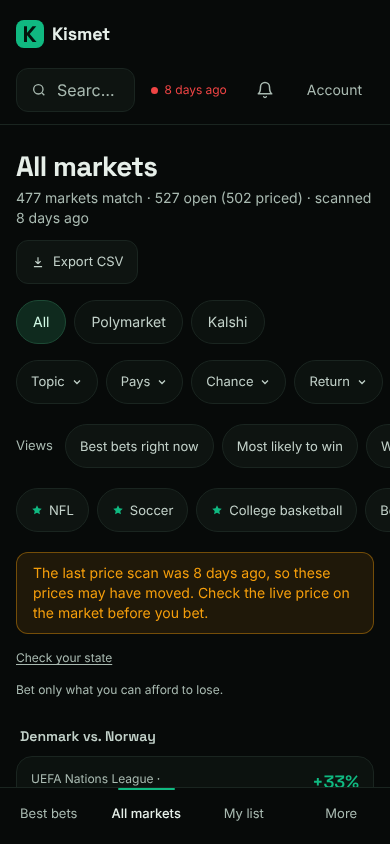 K Kismet
Searc... 8 days ago Account
All markets
477 markets match · 527 open (502 priced) · scanned
8 days ago
Export CSV
All Polymarket Kalshi
Topic Pays Chance Return
Views Best bets right now Most likely to win W
NFL Soccer College basketball
The last price scan was 8 days ago, so these
prices may have moved. Check the live price on
the market before you bet.
Check your state
Bet only what you can afford to lose.
Denmark vs. Norway
UEFA Nations League · +33%
Best bets All markets My list More